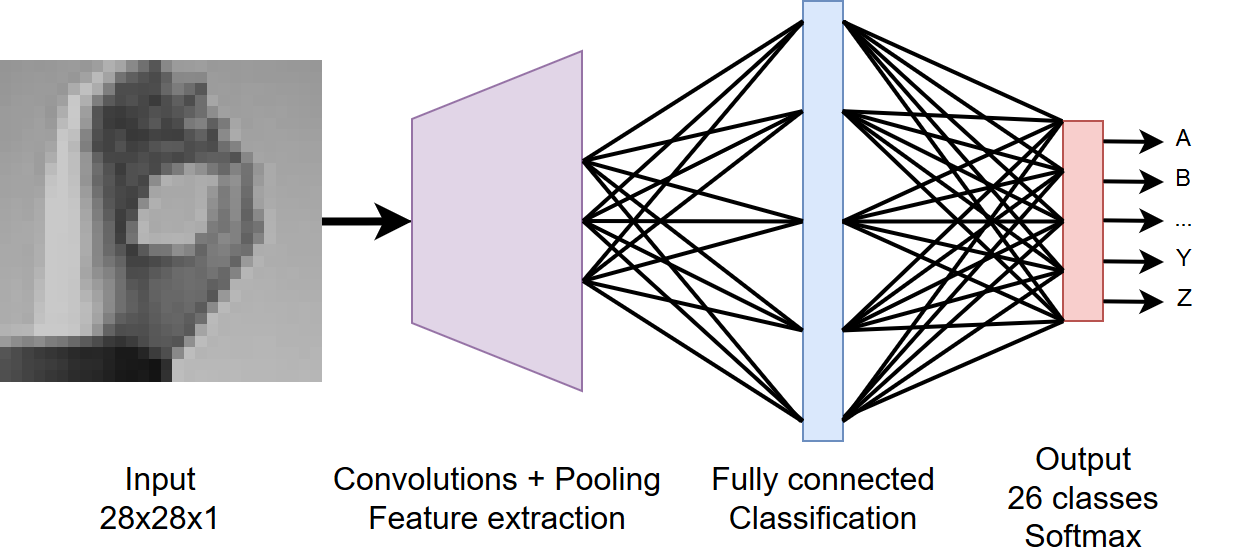 A
B
...
Y
Z
Input
28x28x1
Convolutions + Pooling
Feature extraction
Fully connected
Classification
Output
26 classes
Softmax